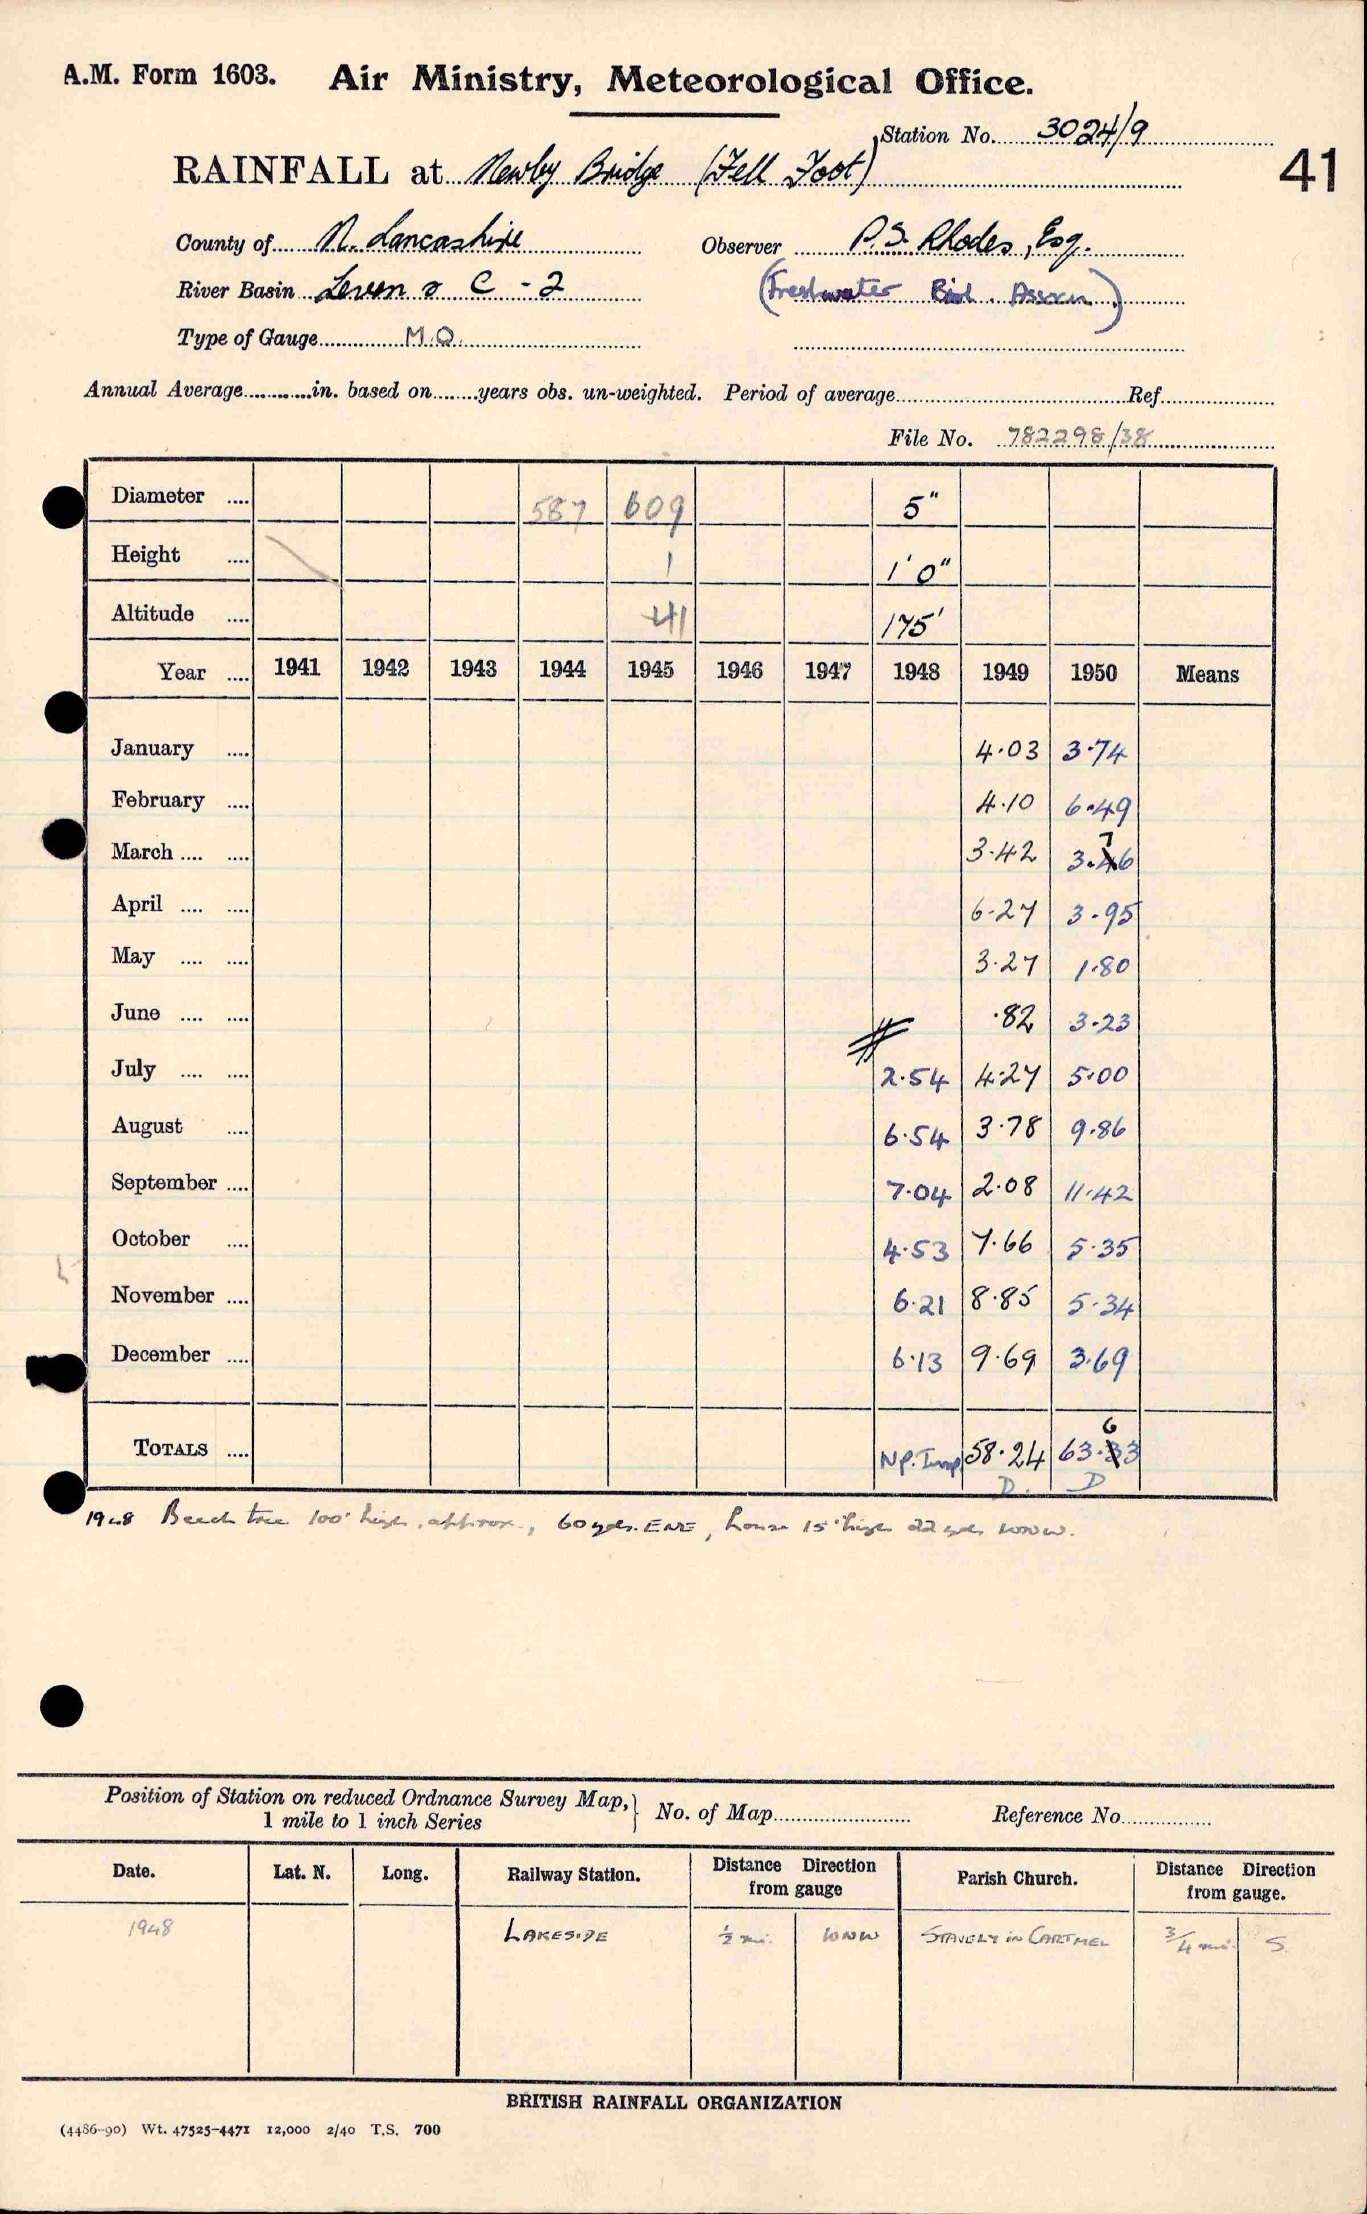 A.M. Form 1603. Air Ministry, Meteorological Office.
Station No. 3024/9
RAINFALL at Newby Bridge (Fell Foot)
41
County of N. Lancashire Observer P.S. Rhodes, Esq.
River Basin Leven & C - 2 (Freshwater Biol. Assocn)
Type of Gauge M.O.
Annual Average in. based on years obs. un-weighted. Period of average Ref
File No. 782298/38
Diameter .... 587 609 5"
Height .... 1 1' 0"
Altitude .... 41 175'
Year .... 1941 1942 1943 1944 1945 1946 1947 1948 1949 1950 Means
January .... 4.03 3.74
February .... 4.10 6.49
March .... .... 3.42 3.76
April .... .... 6.27 3.95
May .... .... 3.27 1.80
June .... .... .82 3.23
July .... .... 2.54 4.27 5.00
August .... 6.54 3.78 9.86
September .... 7.04 2.08 11.42
October .... 4.53 7.66 5.35
November .... 6.21 8.85 5.34
December .... 6.13 9.69 3.69
TOTALS .... Np. Imp. 58.24 63.63
D. D
1948 Beech tree 100' high approx., 60 yds. ENE, house 15' high 22 yds WNW.
Position of Station on reduced Ordnance Survey Map, 1 mile to 1 inch Series No. of Map Reference No.
Date. Lat. N. Long. Railway Station. Distance Direction from gauge Parish Church. Distance Direction from gauge.
1948 LAKESIDE ½ mi. WNW STAVELY in CARTMEL 3/4 mi. S
BRITISH RAINFALL ORGANIZATION
(4486-90) Wt. 47525-4471 12,000 2/40 T.S. 700